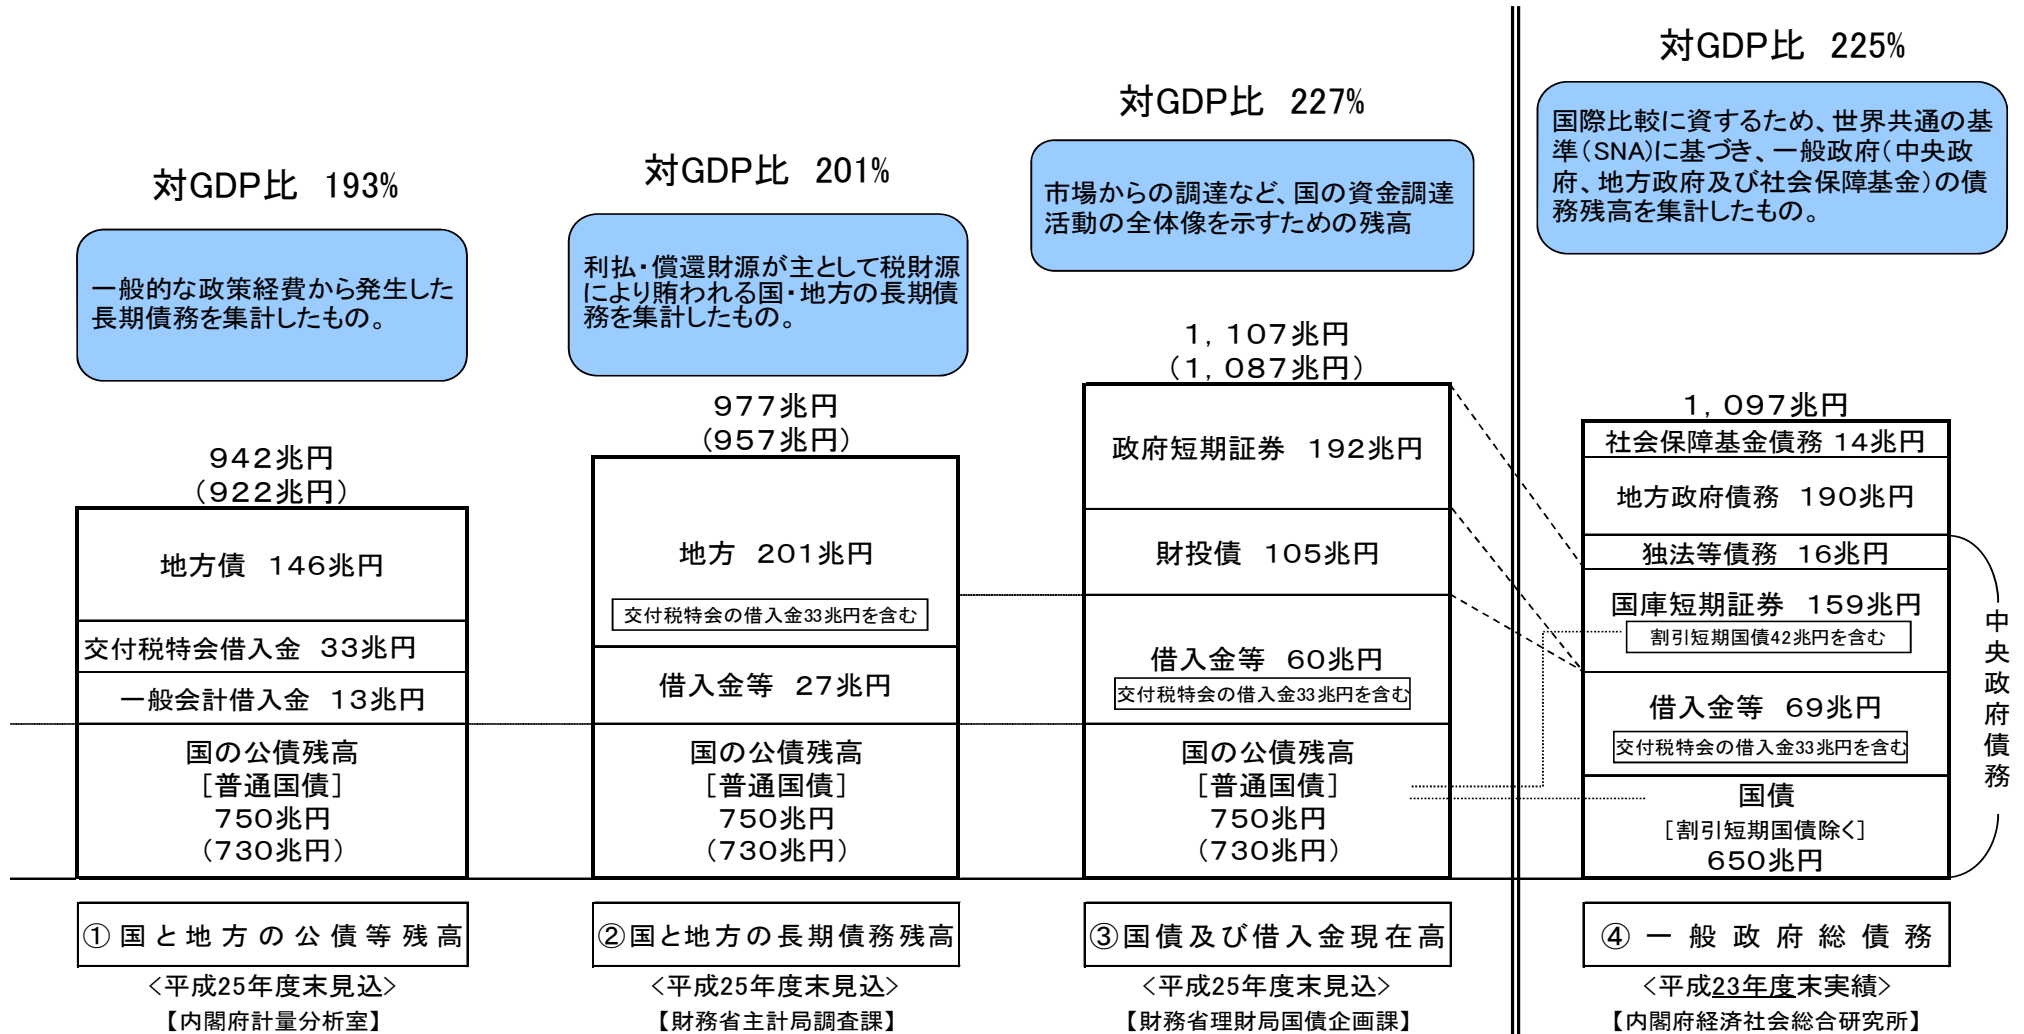 対GDP比 193%
一般的な政策経費から発生した
長期債務を集計したもの。
942兆円
(922兆円)
地方債 146兆円
交付税特会借入金 33兆円
一般会計借入金 13兆円
国の公債残高
[普通国債]
750兆円
(730兆円)
①国と地方の公債等残高
<平成25年度末見込>
【内閣府計量分析室】
対GDP比 201%
利払・償還財源が主として税財源
により賄われる国・地方の長期債
務を集計したもの。
977兆円
(957兆円)
地方 201兆円
交付税特会の借入金33兆円を含む
借入金等 27兆円
国の公債残高
[普通国債]
750兆円
(730兆円)
②国と地方の長期債務残高
<平成25年度末見込>
【財務省主計局調査課】
対GDP比 227%
市場からの調達など、国の資金調達
活動の全体像を示すための残高
1,107兆円
(1,087兆円)
政府短期証券 192兆円
財投債 105兆円
借入金等 60兆円
交付税特会の借入金33兆円を含む
国の公債残高
[普通国債]
750兆円
(730兆円)
③国債及び借入金現在高
<平成25年度末見込>
【財務省理財局国債企画課】
対GDP比 225%
国際比較に資するため、世界共通の基
準(SNA)に基づき、一般政府(中央政
府、地方政府及び社会保障基金)の債
務残高を集計したもの。
1,097兆円
社会保障基金債務 14兆円
地方政府債務 190兆円
独法等債務 16兆円
国庫短期証券 159兆円
割引短期国債42兆円を含む
借入金等 69兆円
交付税特会の借入金33兆円を含む
国債
[割引短期国債除く]
650兆円
中央政府債務
④一般政府総債務
<平成23年度末実績>
【内閣府経済社会総合研究所】